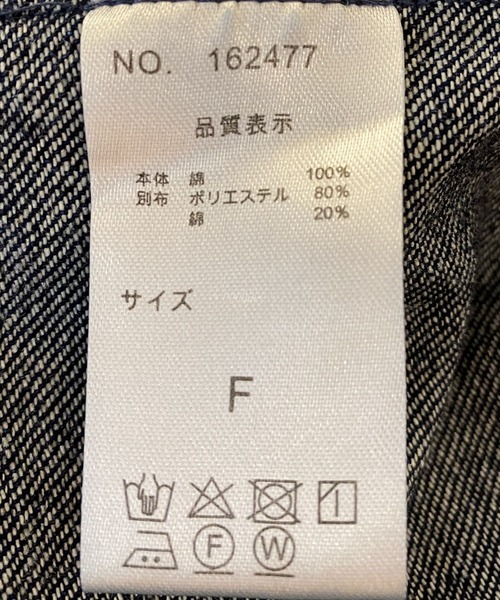 NO. 162477
品質表示
本体 綿 100%
別布 ポリエステル 80%
綿 20%
サイズ
F
F W